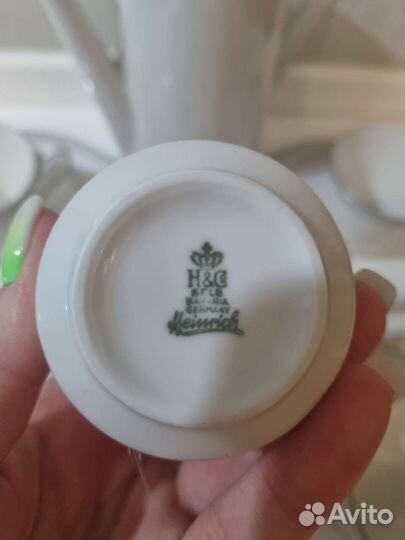 H&C
SELB
BAVARIA
GERMANY
Heinrich
Avito